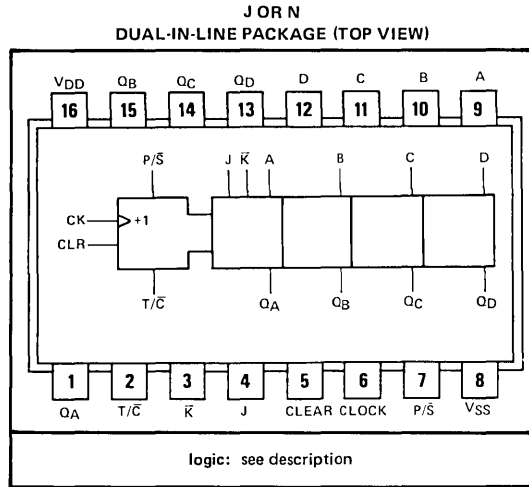 J OR N
DUAL-IN-LINE PACKAGE (TOP VIEW)
VDD QB QC QD D C B A
16 15 14 13 12 11 10 9
P/S̅ J K̅ A B C D
CK +1
CLR
T/C̅ QA QB QC QD
1 2 3 4 5 6 7 8
QA T/C̅ K̅ J CLEAR CLOCK P/S̅ VSS
logic: see description